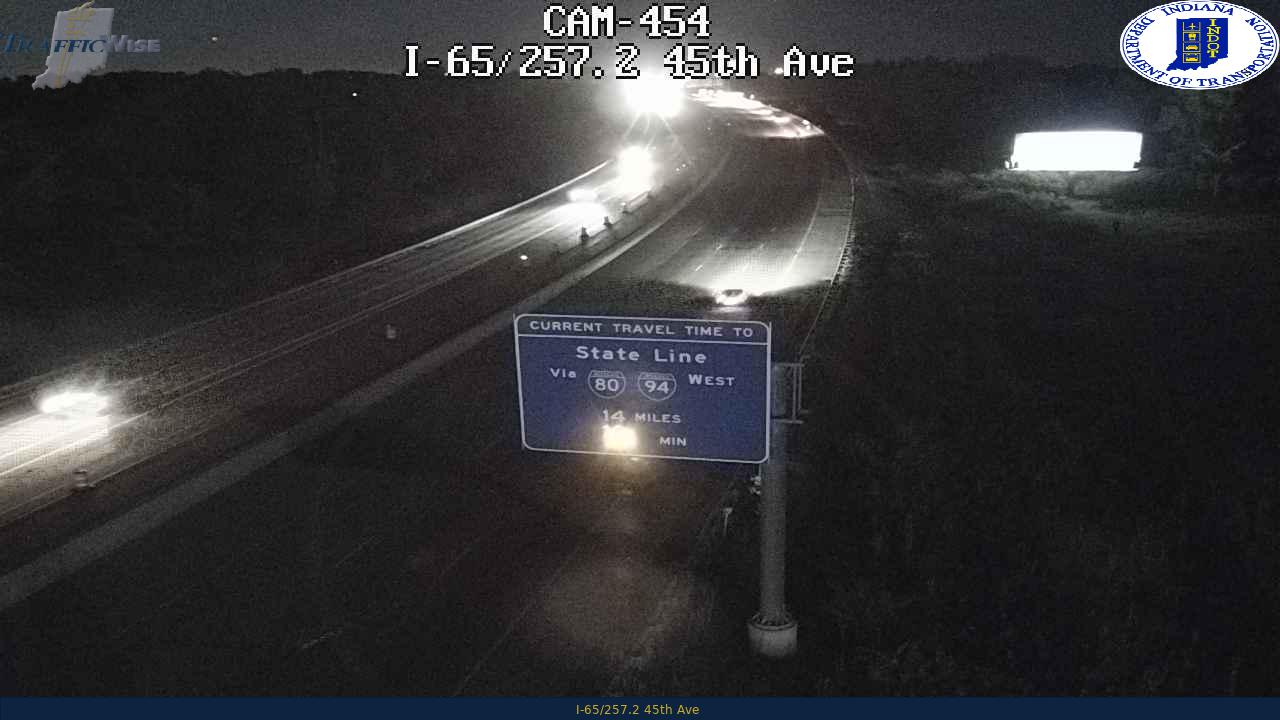 CAM-454
I-65/257.2 45th Ave
TRAFFICWISE
INDIANA
DEPARTMENT OF TRANSPORTATION
INDOT
CURRENT TRAVEL TIME TO
State Line
Via 80 94 WEST
14 MILES
MIN
I-65/257.2 45th Ave